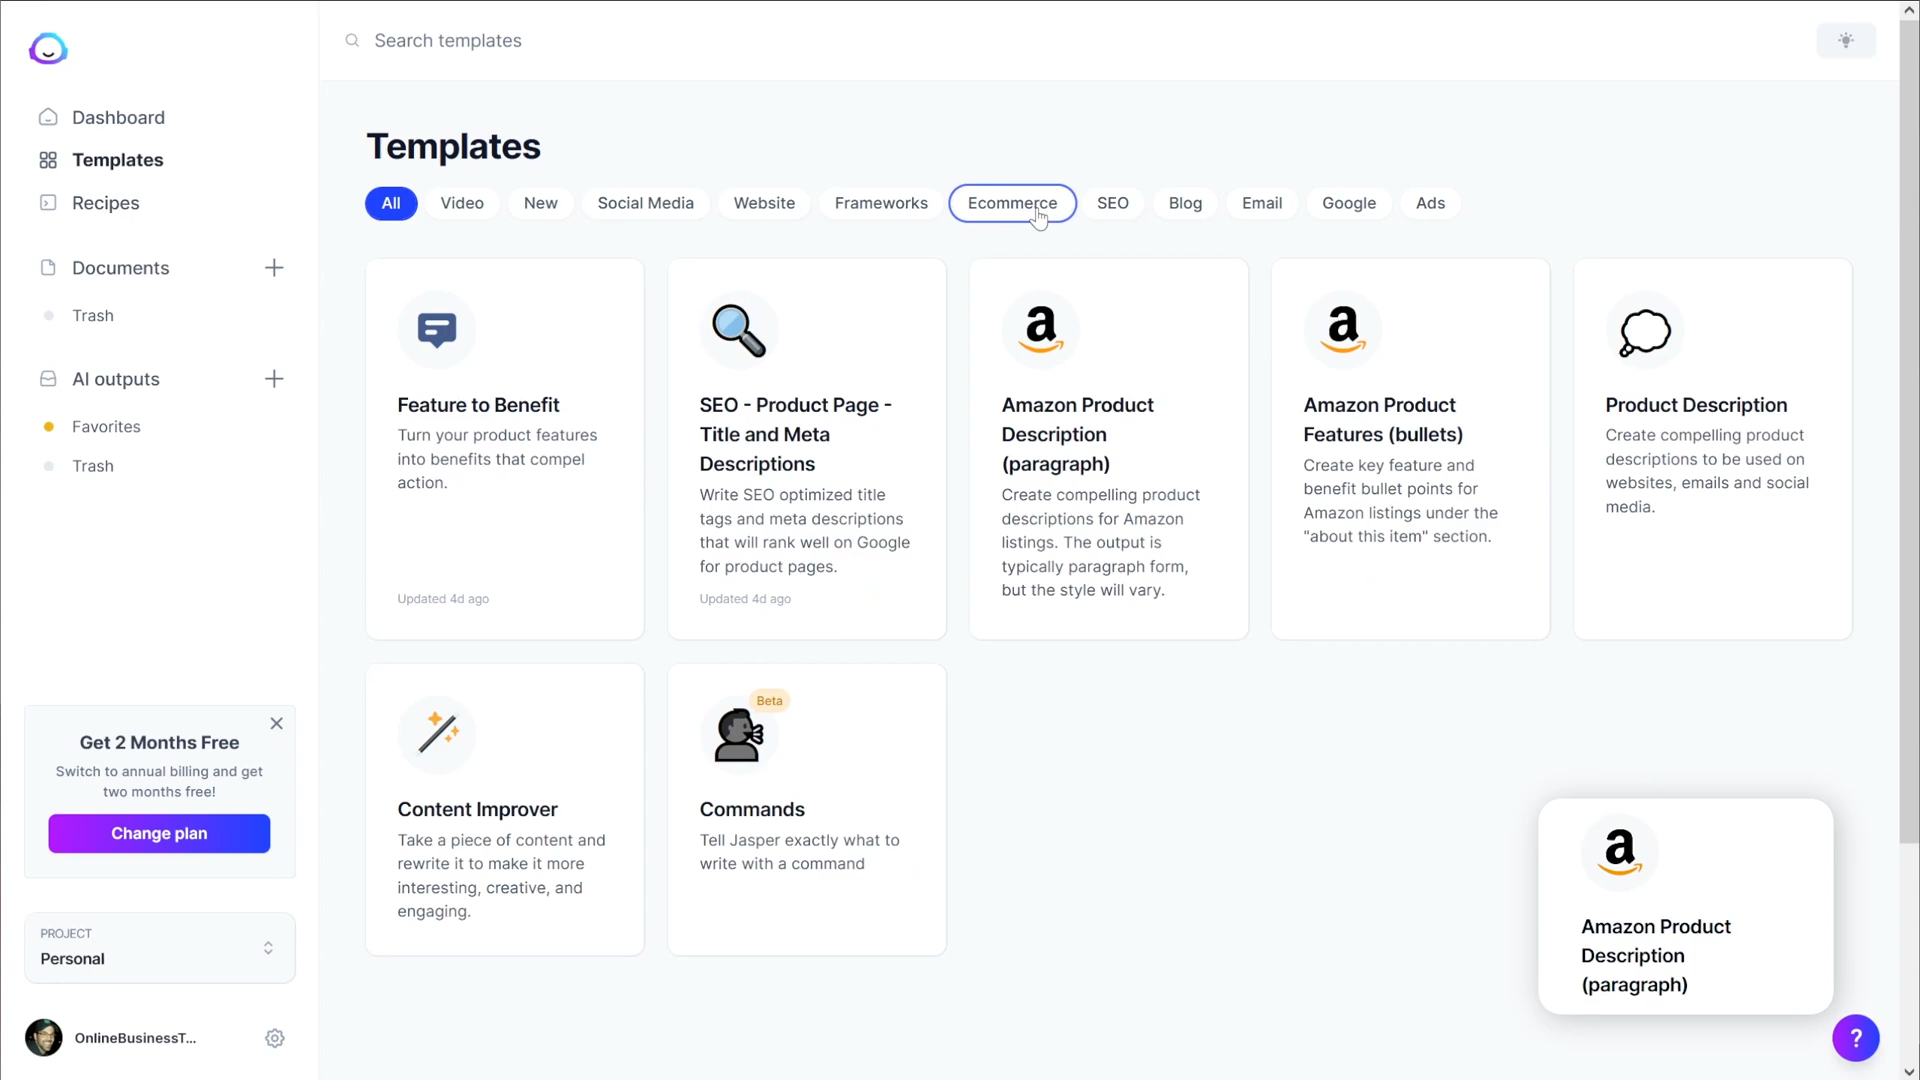 Search templates
Dashboard
Templates
Recipes
Documents
Trash
AI outputs
Favorites
Trash
Get 2 Months Free
Switch to annual billing and get
two months free!
Change plan
PROJECT
Personal
OnlineBusinessT...
Templates
All
Video
New
Social Media
Website
Frameworks
Ecommerce
SEO
Blog
Email
Google
Ads
Feature to Benefit
Turn your product features
into benefits that compel
action.
Updated 4d ago
SEO - Product Page -
Title and Meta
Descriptions
Write SEO optimized title
tags and meta descriptions
that will rank well on Google
for product pages.
Updated 4d ago
a
Amazon Product
Description
(paragraph)
Create compelling product
descriptions for Amazon
listings. The output is
typically paragraph form,
but the style will vary.
a
Amazon Product
Features (bullets)
Create key feature and
benefit bullet points for
Amazon listings under the
"about this item" section.
Product Description
Create compelling product
descriptions to be used on
websites, emails and social
media.
Content Improver
Take a piece of content and
rewrite it to make it more
interesting, creative, and
engaging.
Beta
Commands
Tell Jasper exactly what to
write with a command
a
Amazon Product
Description
(paragraph)
?